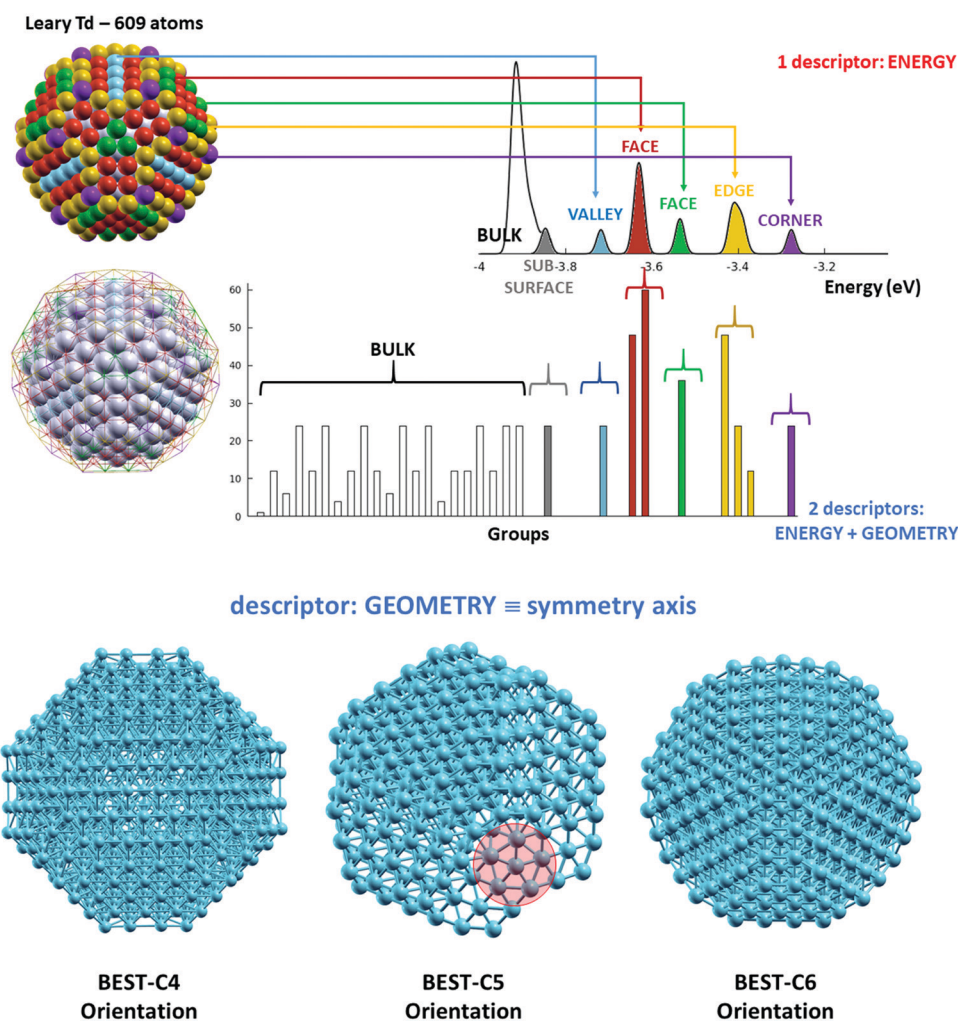 Leary Td – 609 atoms
1 descriptor: ENERGY
FACE
VALLEY
FACE
EDGE
CORNER
BULK
SUB-
SURFACE
-4
-3.8
-3.6
-3.4
-3.2
Energy (eV)
60
50
40
30
20
10
0
BULK
Groups
2 descriptors:
ENERGY + GEOMETRY
descriptor: GEOMETRY ≡ symmetry axis
BEST-C4
Orientation
BEST-C5
Orientation
BEST-C6
Orientation